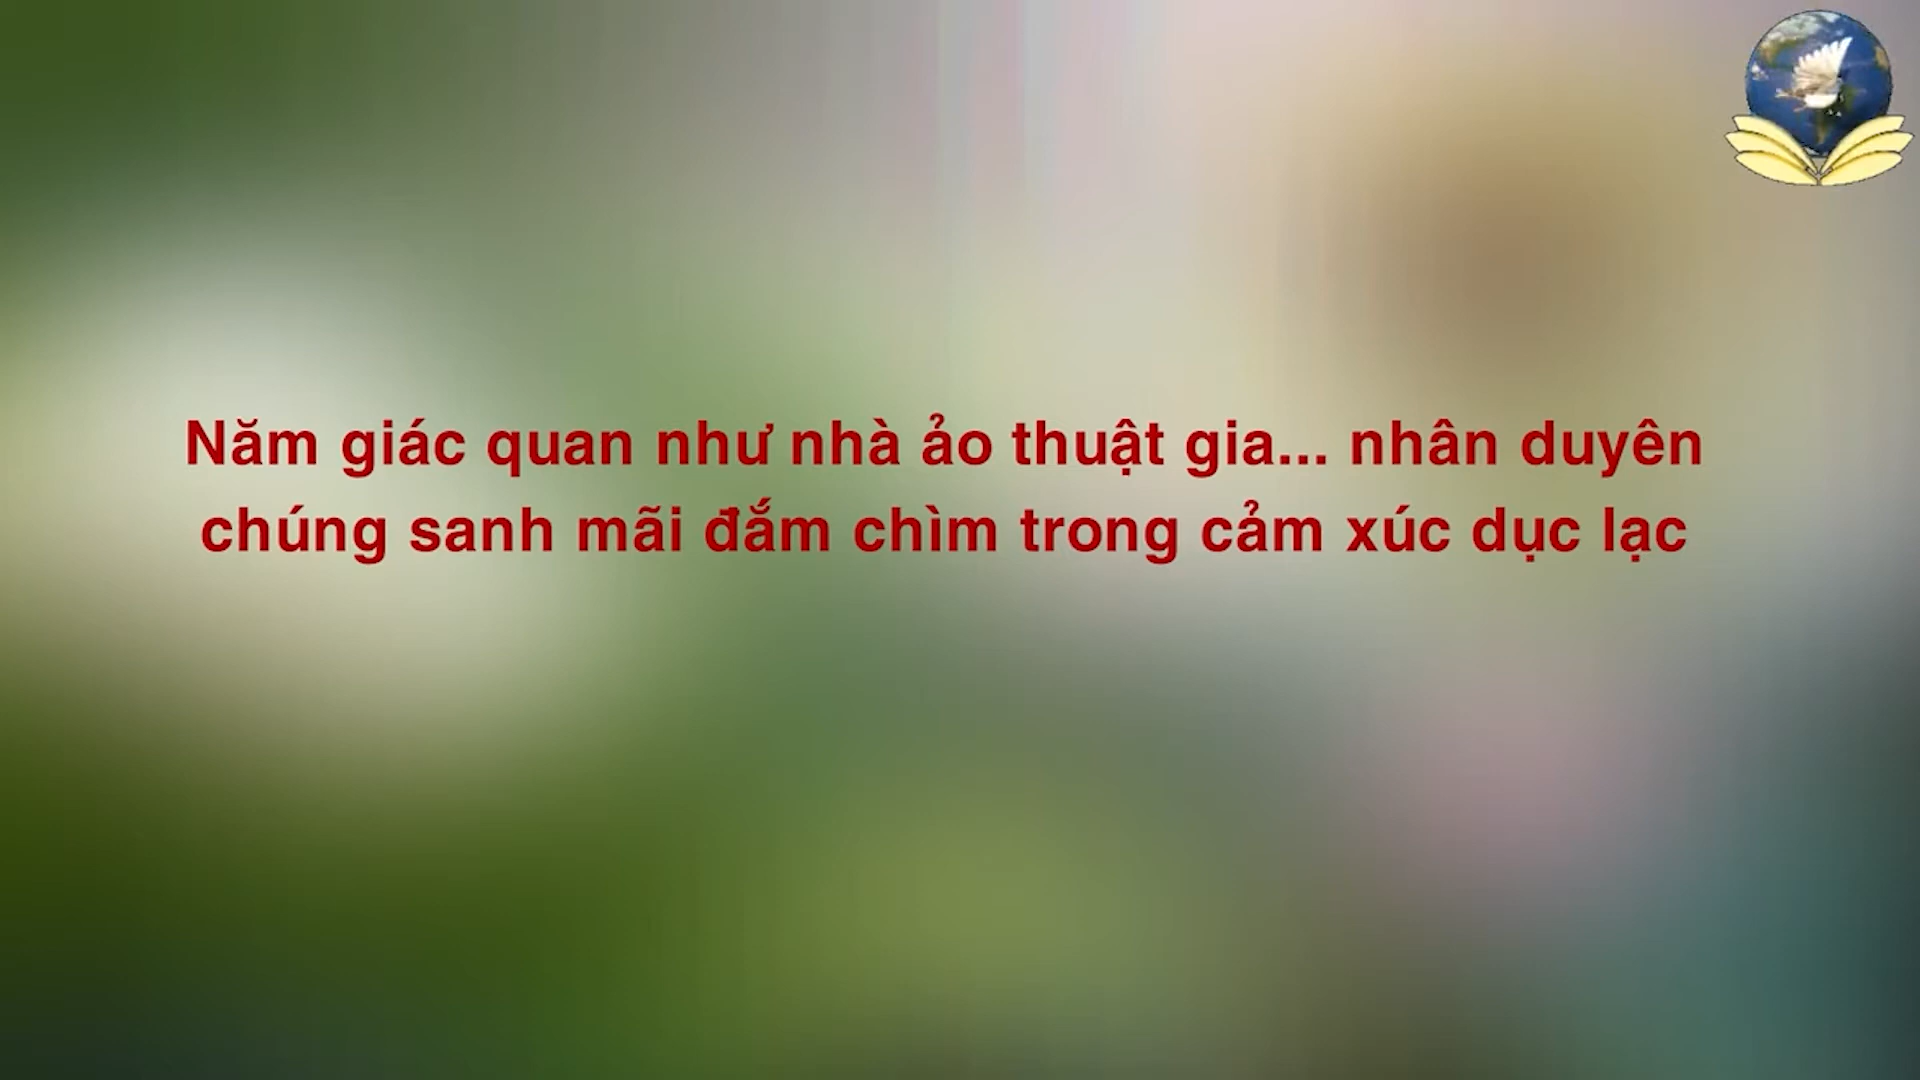 Năm giác quan như nhà ảo thuật gia... nhân duyên
chúng sanh mãi đắm chìm trong cảm xúc dục lạc